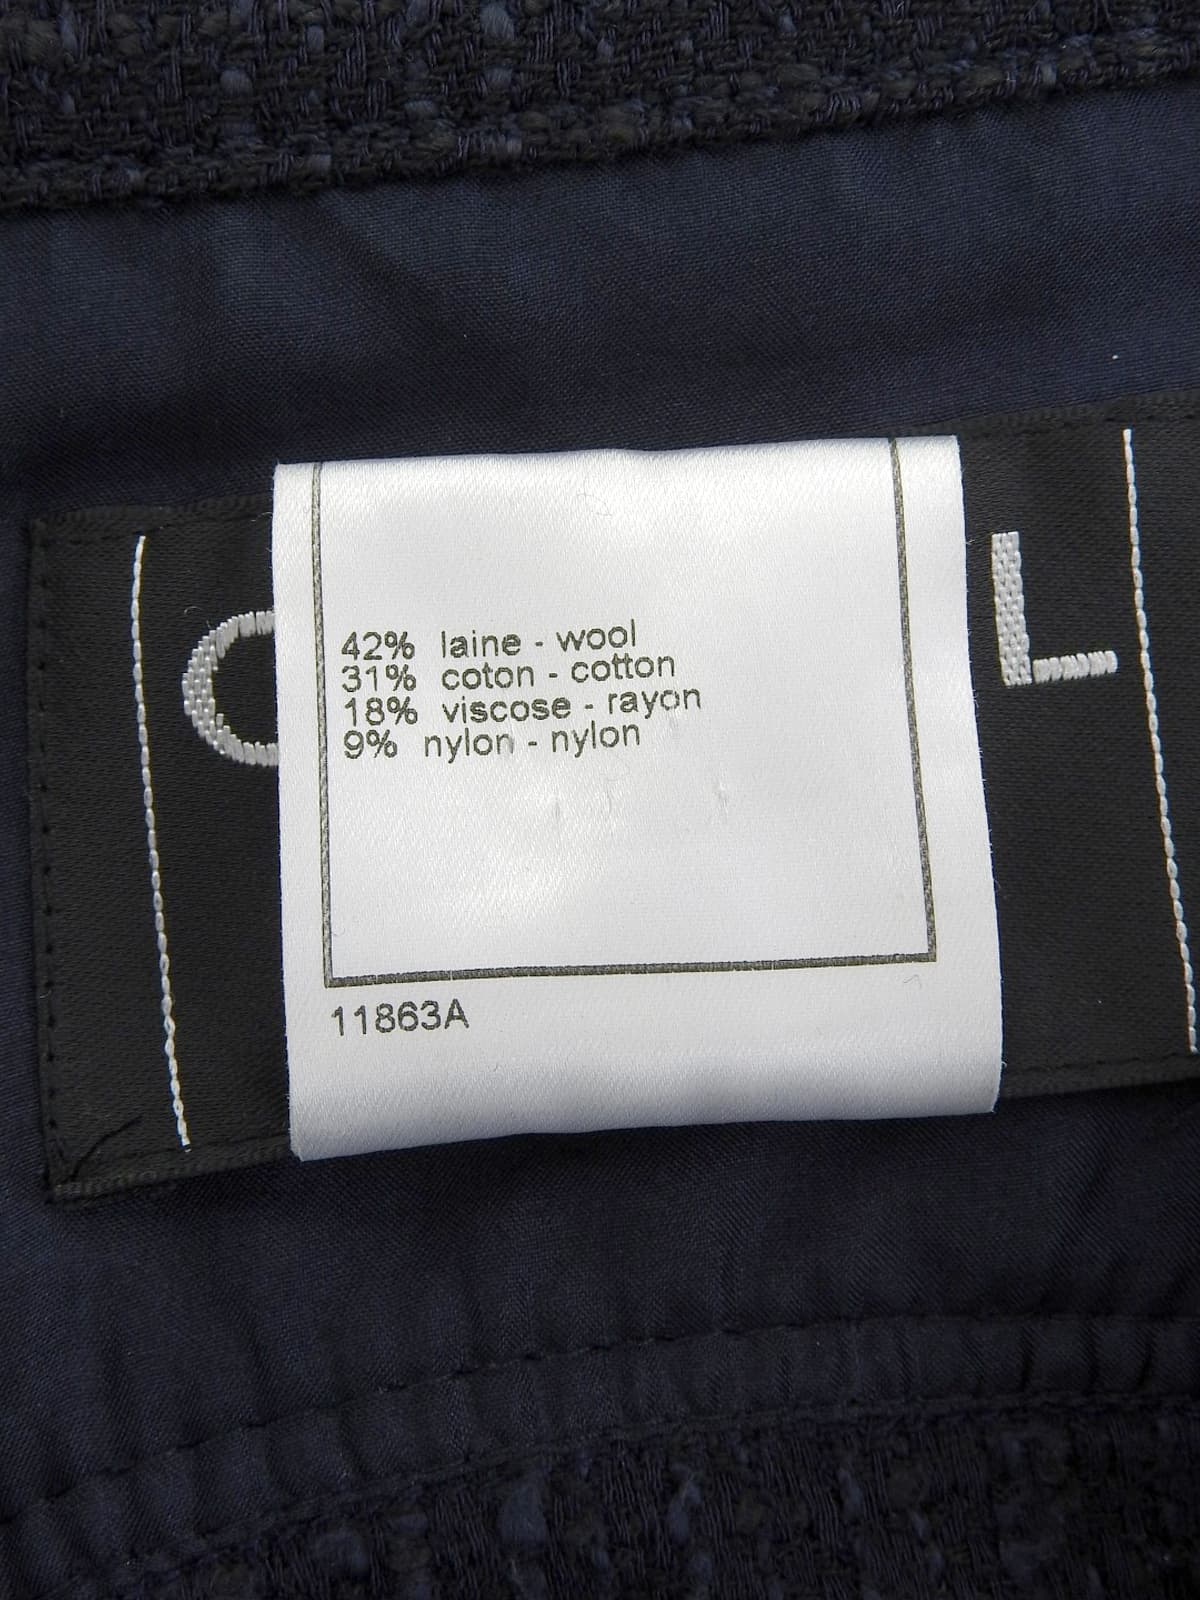 C
L
42% laine - wool
31% coton - cotton
18% viscose - rayon
9% nylon - nylon
11863A